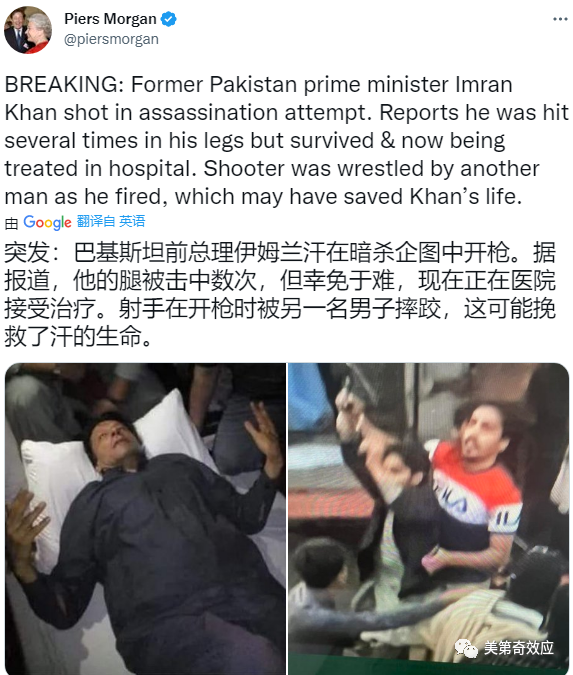 Piers Morgan
@piersmorgan
BREAKING: Former Pakistan prime minister Imran
Khan shot in assassination attempt. Reports he was hit
several times in his legs but survived & now being
treated in hospital. Shooter was wrestled by another
man as he fired, which may have saved Khan’s life.
由 Google 翻译自 英语
突发：巴基斯坦前总理伊姆兰汗在暗杀企图中开枪。据
报道，他的腿被击中数次，但幸免于难，现在正在医院
接受治疗。射手在开枪时被另一名男子摔跤，这可能挽
救了汗的生命。
FILA
美第奇效应